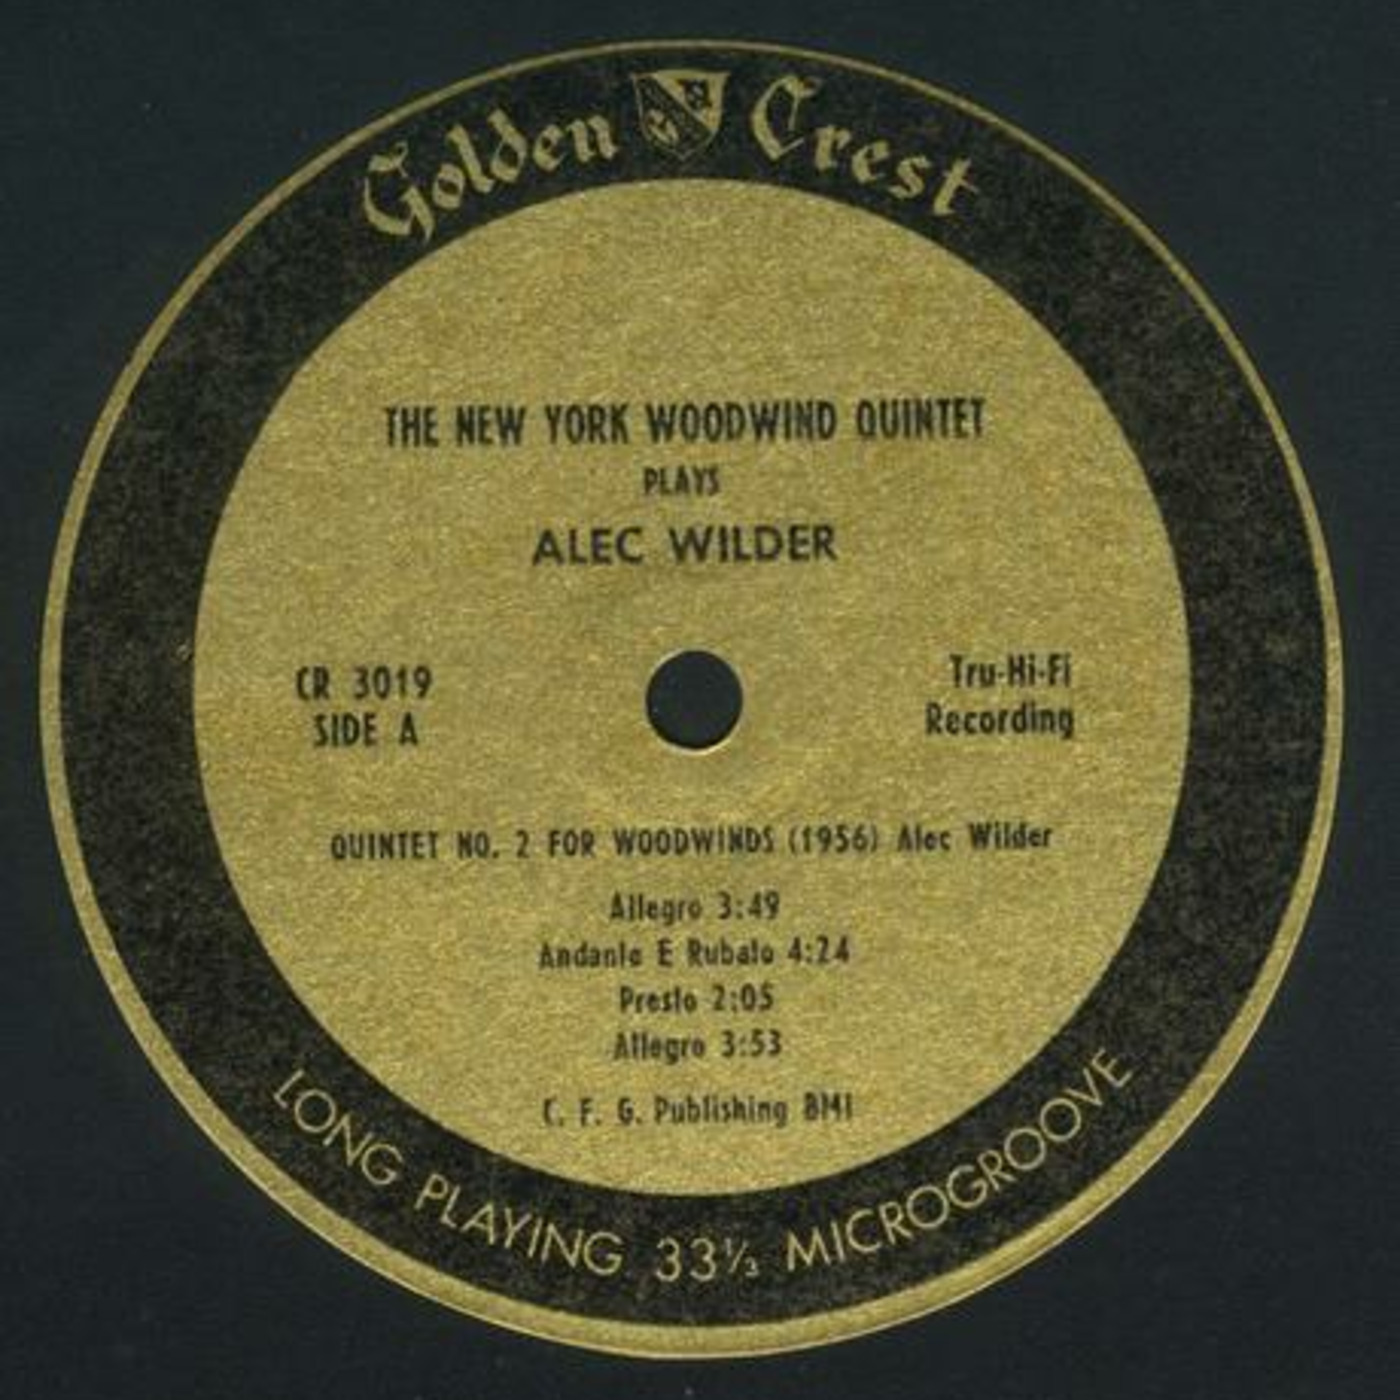 Golden Crest
THE NEW YORK WOODWIND QUINTET
PLAYS
ALEC WILDER
CR 3019
SIDE A
Tru-Hi-Fi
Recording
QUINTET NO. 2 FOR WOODWINDS (1956) Alec Wilder
Allegro 3:49
Andante E Rubato 4:24
Presto 2:05
Allegro 3:53
C. F. G. Publishing BMI
LONG PLAYING 33⅓ MICROGROOVE